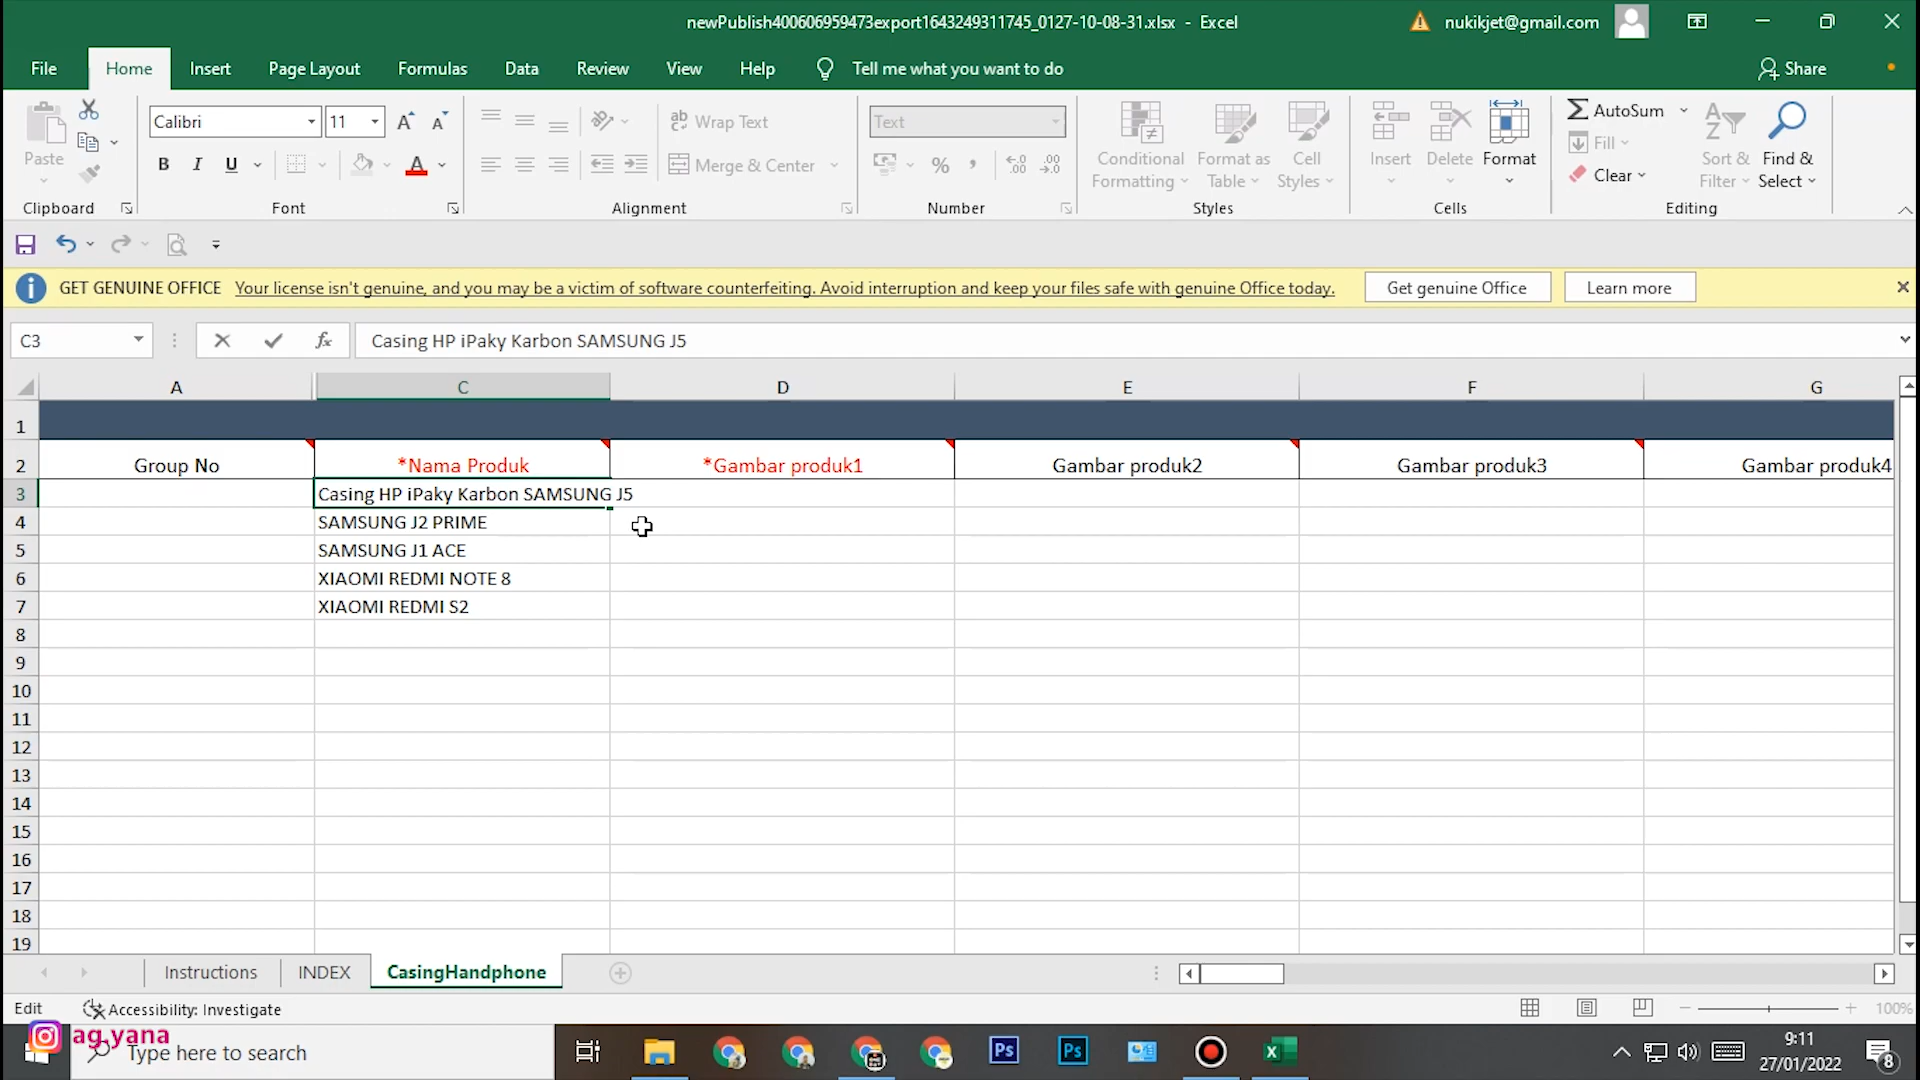 newPublish400606959473export1643249311745_0127-10-08-31.xlsx - Excel
nukikjet@gmail.com
File Home Insert Page Layout Formulas Data Review View Help Tell me what you want to do Share
Paste
Calibri 11
B I U
ab Wrap Text
Merge & Center
Text
%
Conditional Formatting
Format as Table
Cell Styles
Insert Delete Format
AutoSum
Fill
Clear
Sort & Filter
Find & Select
Clipboard Font Alignment Number Styles Cells Editing
GET GENUINE OFFICE Your license isn't genuine, and you may be a victim of software counterfeiting. Avoid interruption and keep your files safe with genuine Office today. Get genuine Office Learn more
C3 fx Casing HP iPaky Karbon SAMSUNG J5
A C D E F G
1
2 Group No *Nama Produk *Gambar produk1 Gambar produk2 Gambar produk3 Gambar produk4
3 Casing HP iPaky Karbon SAMSUNG J5
4 SAMSUNG J2 PRIME
5 SAMSUNG J1 ACE
6 XIAOMI REDMI NOTE 8
7 XIAOMI REDMI S2
8
9
10
11
12
13
14
15
16
17
18
19
Instructions INDEX CasingHandphone
Edit Accessibility: Investigate 100%
ag.yana
Type here to search
Ps Ps
9:11
27/01/2022
8